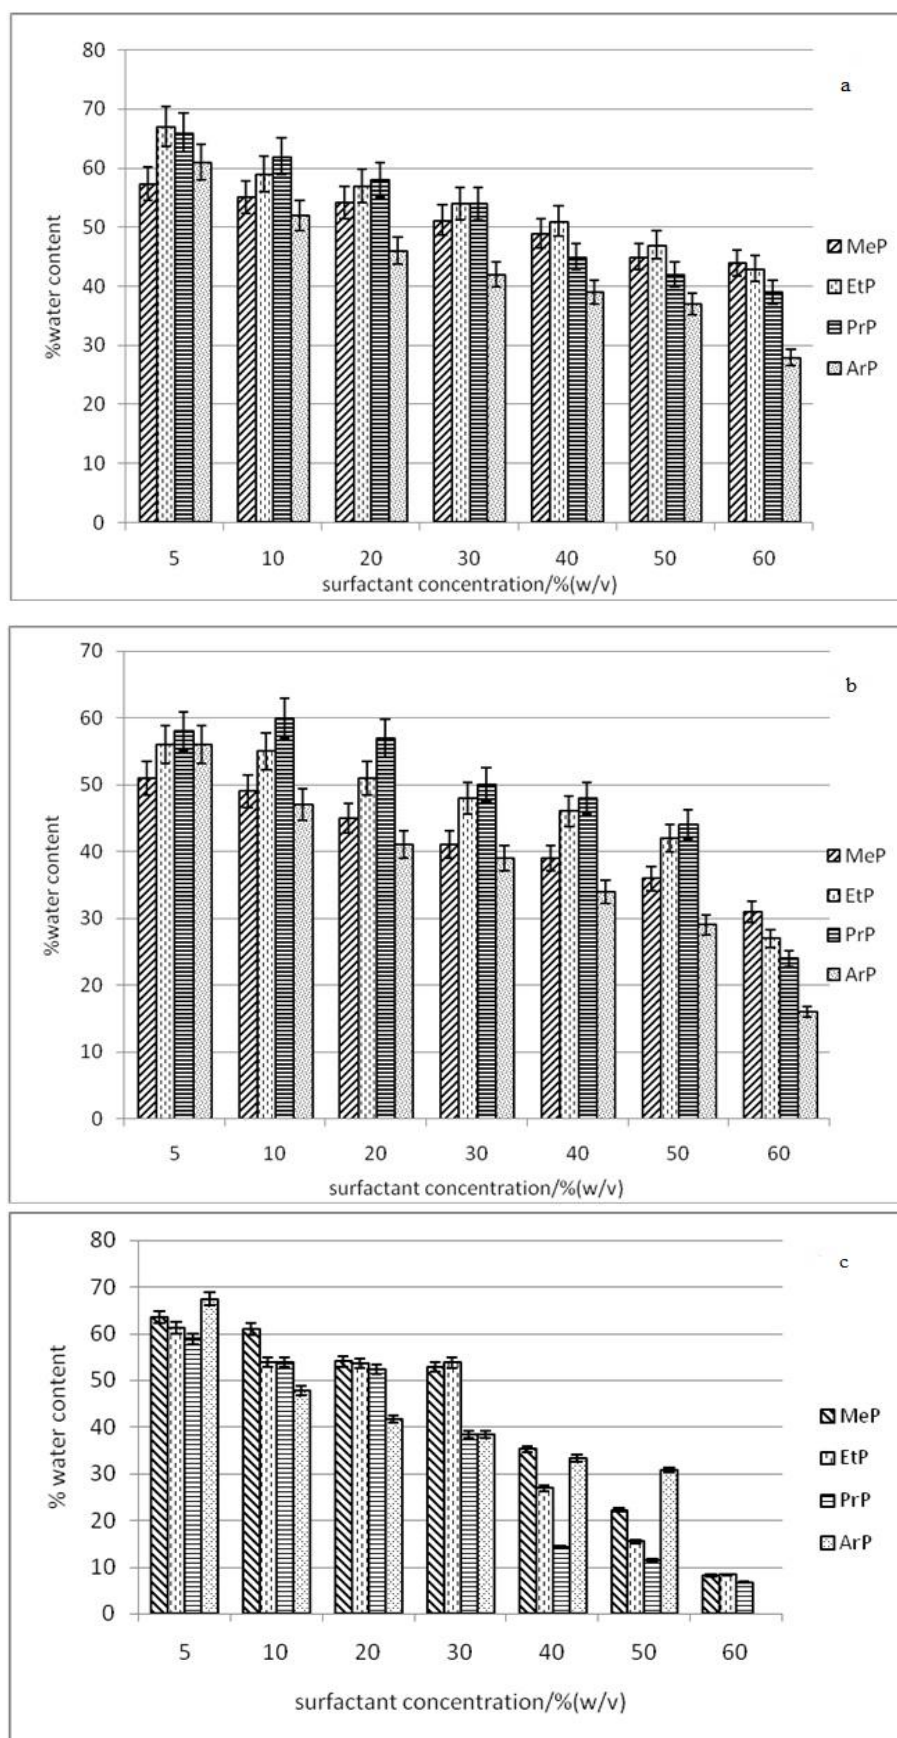 a
80
70
60
50
40
30
20
10
0
%water content
5 10 20 30 40 50 60
surfactant concentration/%(w/v)
MeP
EtP
PrP
ArP
b
70
60
50
40
30
20
10
0
%water content
5 10 20 30 40 50 60
surfactant concentration/%(w/v)
MeP
EtP
PrP
ArP
c
80
70
60
50
40
30
20
10
0
% water content
5 10 20 30 40 50 60
surfactant concentration/%(w/v)
MeP
EtP
PrP
ArP